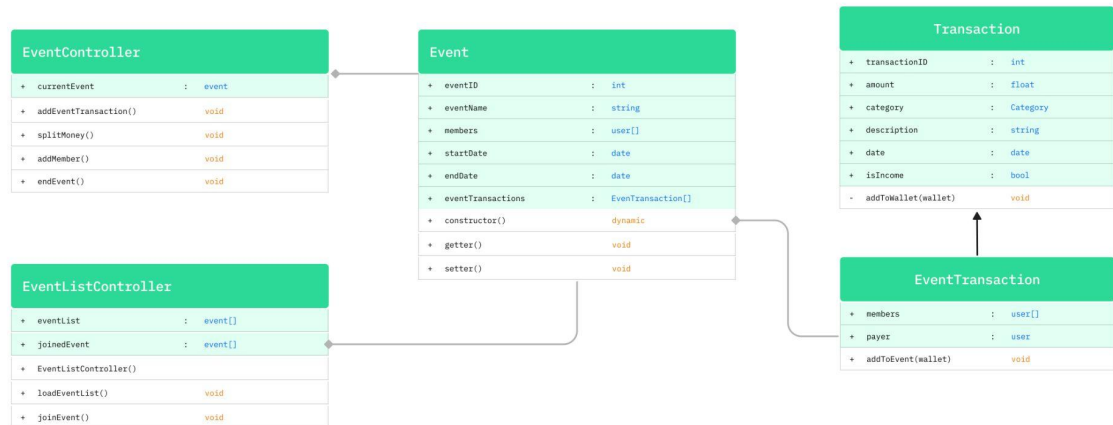 EventController
+ currentEvent : event
+ addEventTransaction() void
+ splitMoney() void
+ addMember() void
+ endEvent() void
Event
+ eventID : int
+ eventName : string
+ members : user[]
+ startDate : date
+ endDate : date
+ eventTransactions : EvenTransaction[]
+ constructor() dynamic
+ getter() void
+ setter() void
Transaction
+ transactionID : int
+ amount : float
+ category : Category
+ description : string
+ date : date
+ isIncome : bool
- addToWallet(wallet) void
EventListController
+ eventList : event[]
+ joinedEvent : event[]
+ EventListController()
+ loadEventList() void
+ joinEvent() void
EventTransaction
+ members : user[]
+ payer : user
+ addToEvent(wallet) void